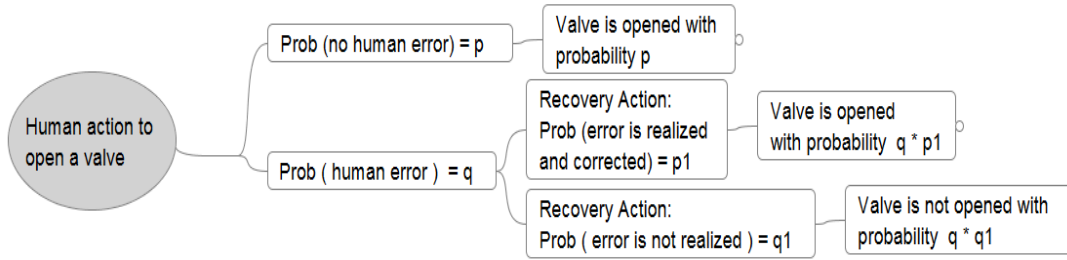 Human action to
open a valve
Prob (no human error) = p
Valve is opened with
probability p
Prob ( human error )  = q
Recovery Action:
Prob (error is realized
and corrected) = p1
Valve is opened
with probability  q * p1
Recovery Action:
Prob ( error is not realized ) = q1
Valve is not opened with
probability  q * q1